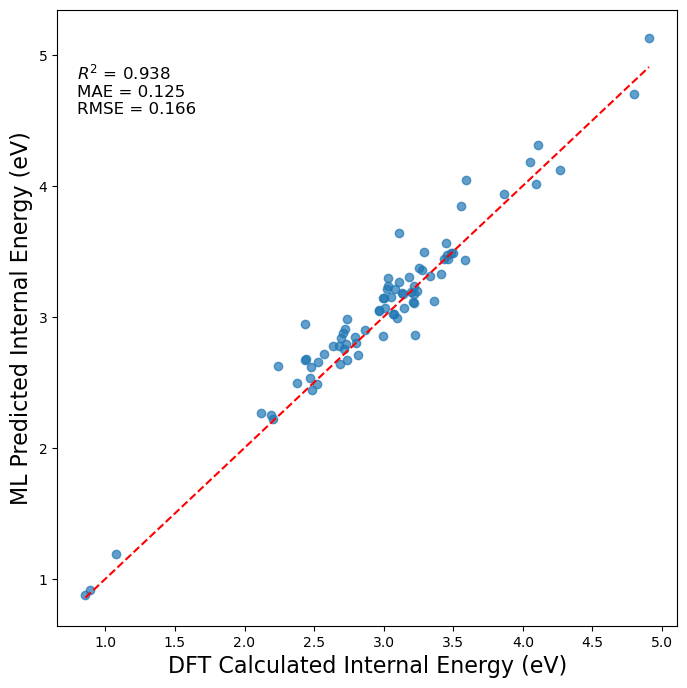 R² = 0.938
MAE = 0.125
RMSE = 0.166
ML Predicted Internal Energy (eV)
5
4
3
2
1
1.0 1.5 2.0 2.5 3.0 3.5 4.0 4.5 5.0
DFT Calculated Internal Energy (eV)